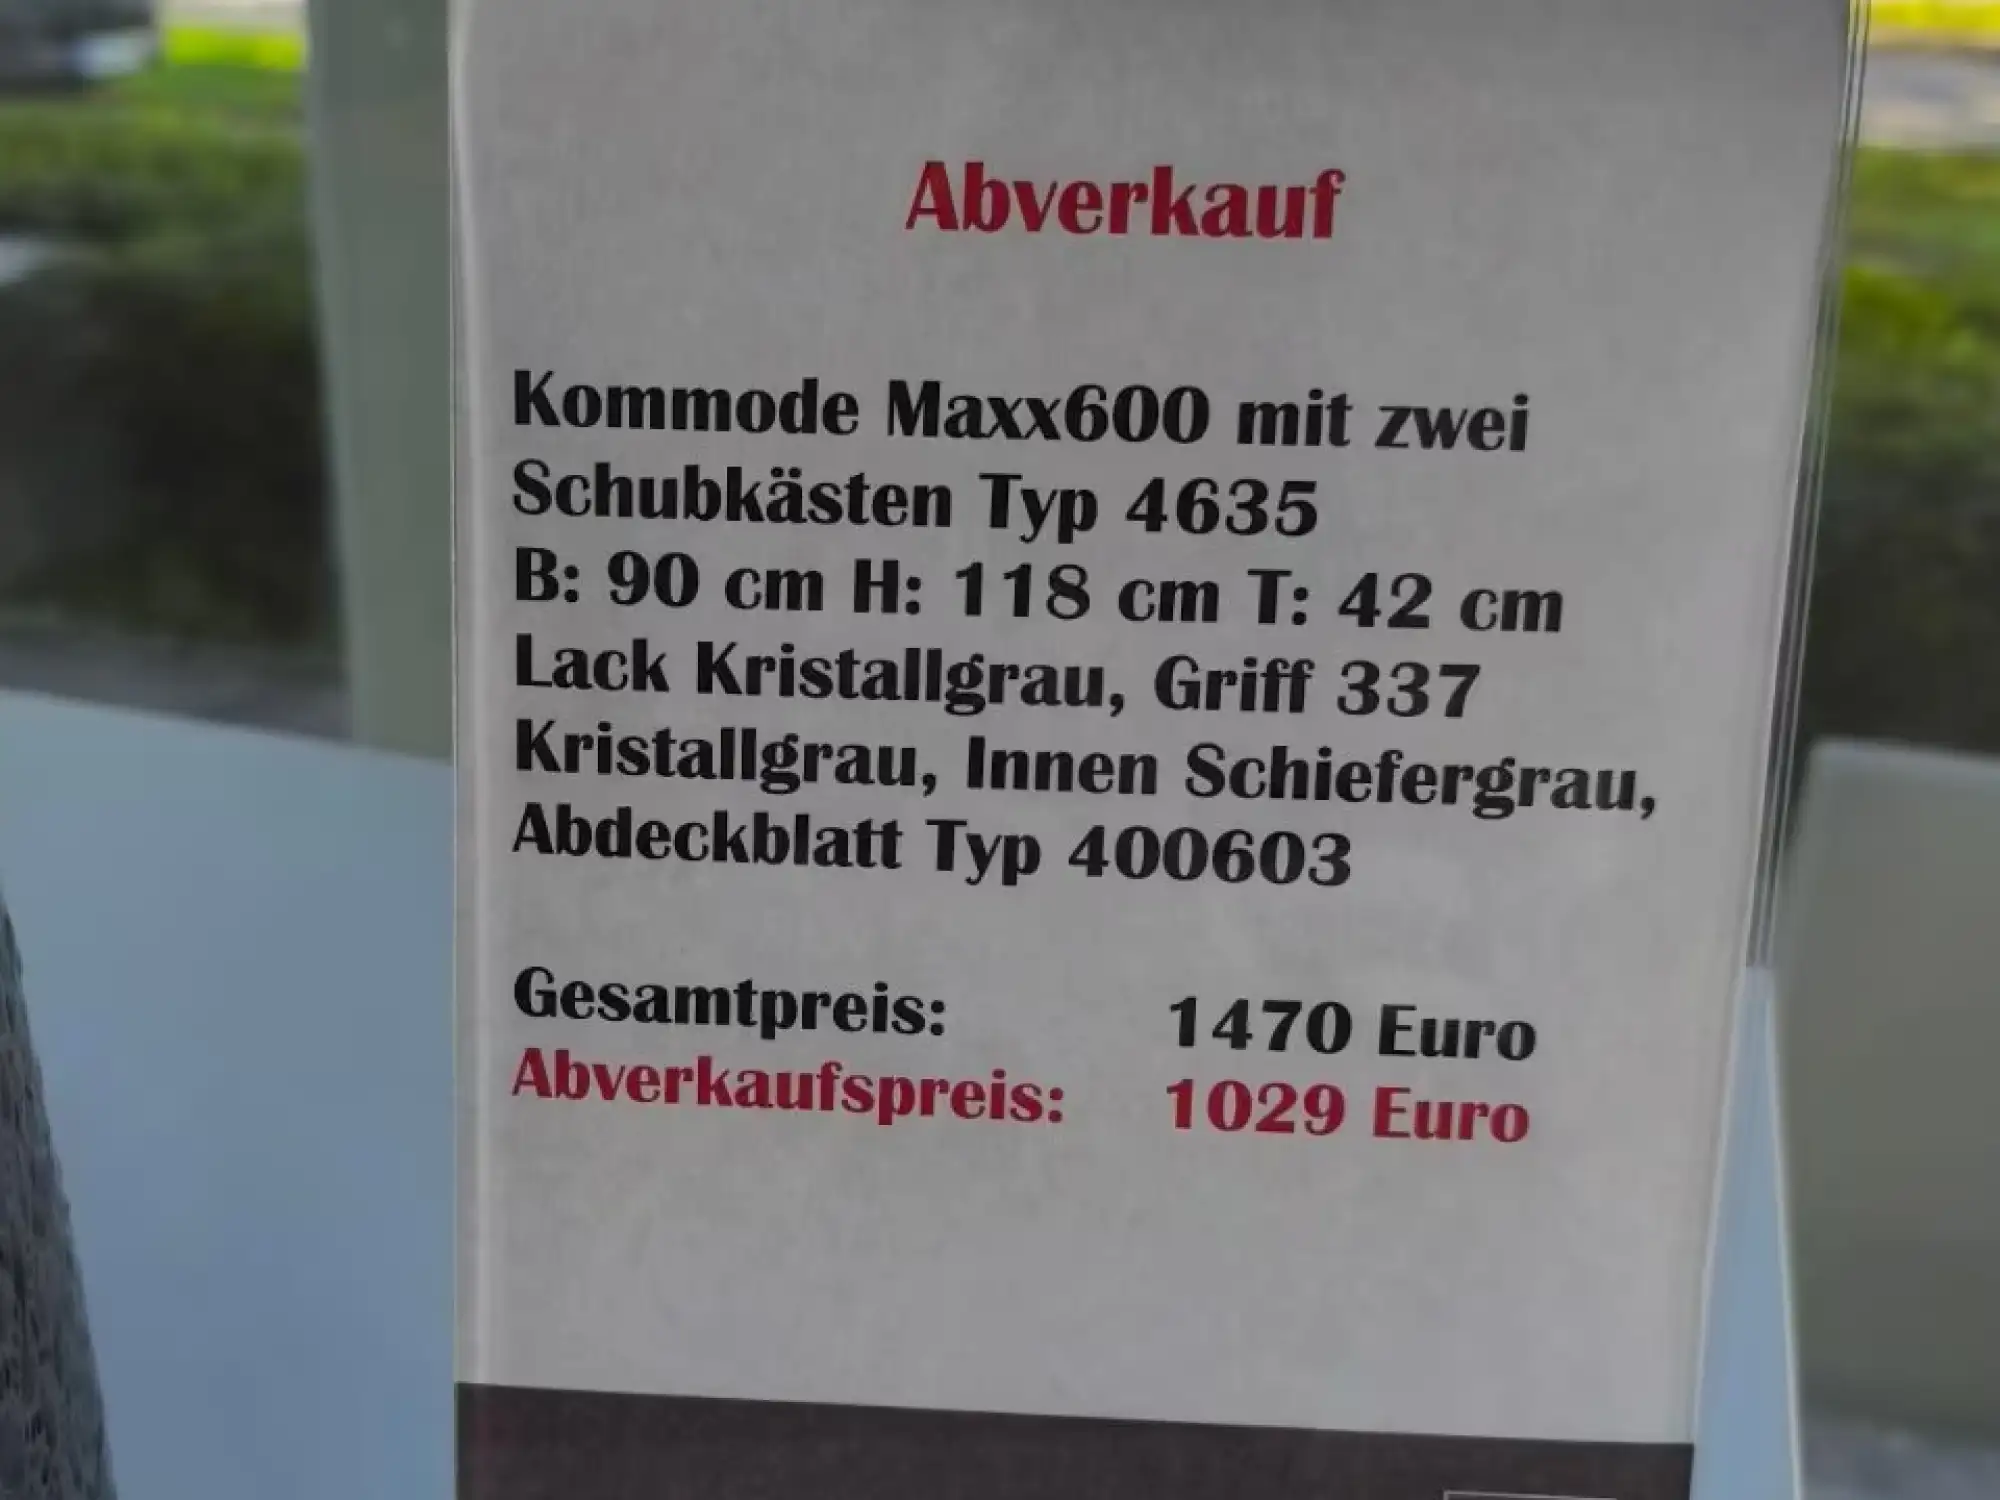 Abverkauf
Kommode Maxx600 mit zwei
Schubkästen Typ 4635
B: 90 cm H: 118 cm T: 42 cm
Lack Kristallgrau, Griff 337
Kristallgrau, Innen Schiefergrau,
Abdeckblatt Typ 400603
Gesamtpreis: 1470 Euro
Abverkaufspreis: 1029 Euro